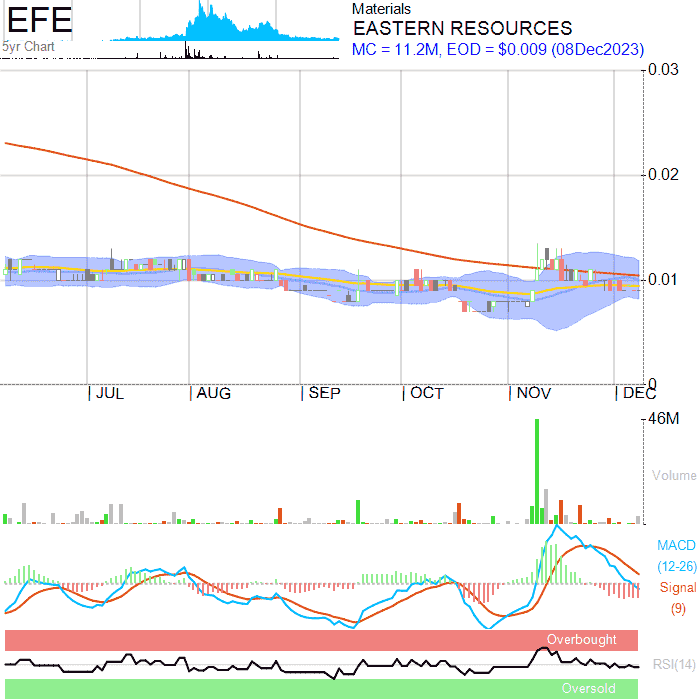 EFE
5yr Chart
Materials
EASTERN RESOURCES
MC = 11.2M, EOD = $0.009 (08Dec2023)
0.03
0.02
0.01
0
JUL AUG SEP OCT NOV DEC
46M
Volume
MACD
(12-26)
Signal
(9)
Overbought
RSI(14)
Oversold